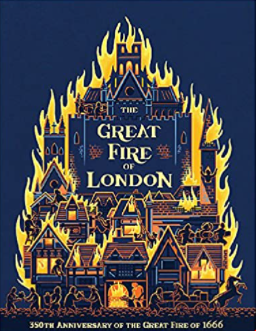 THE
GREAT
FIRE
OF
LONDON
350TH ANNIVERSARY OF THE GREAT FIRE OF 1666